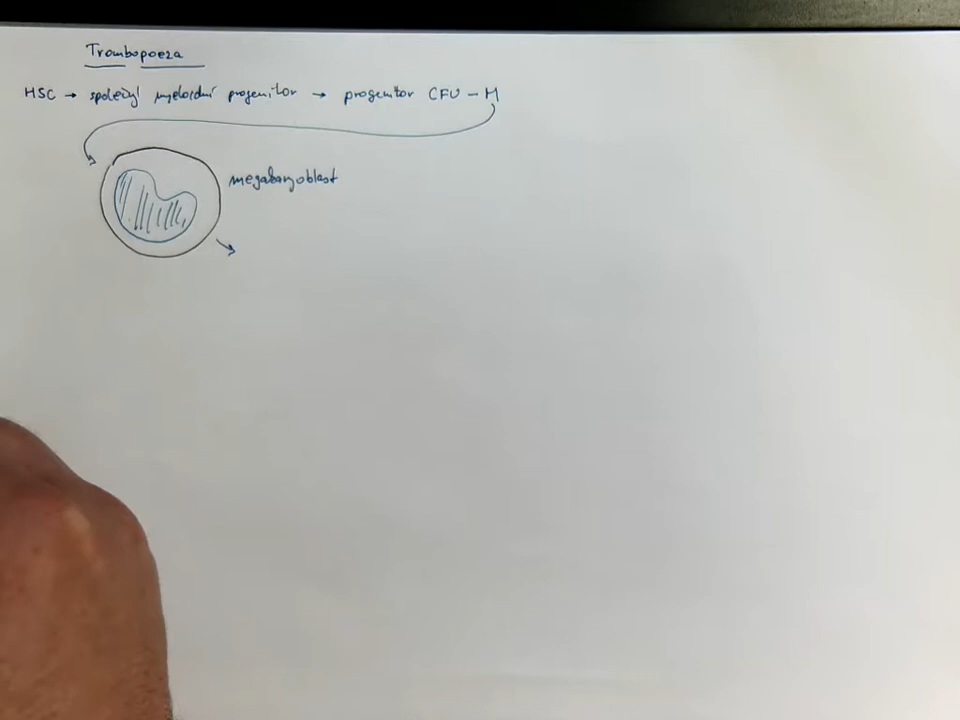 Trombopoeza
HSC → společný myeloidní progenitor → progenitor CFU - M
megakaryoblast